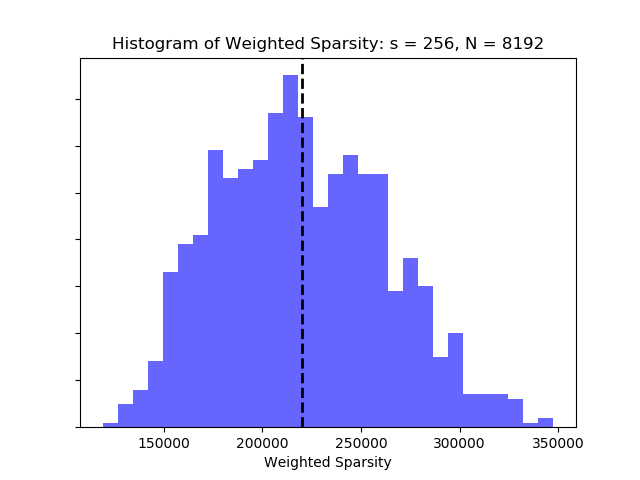 Histogram of Weighted Sparsity: s = 256, N = 8192
150000 200000 250000 300000 350000
Weighted Sparsity